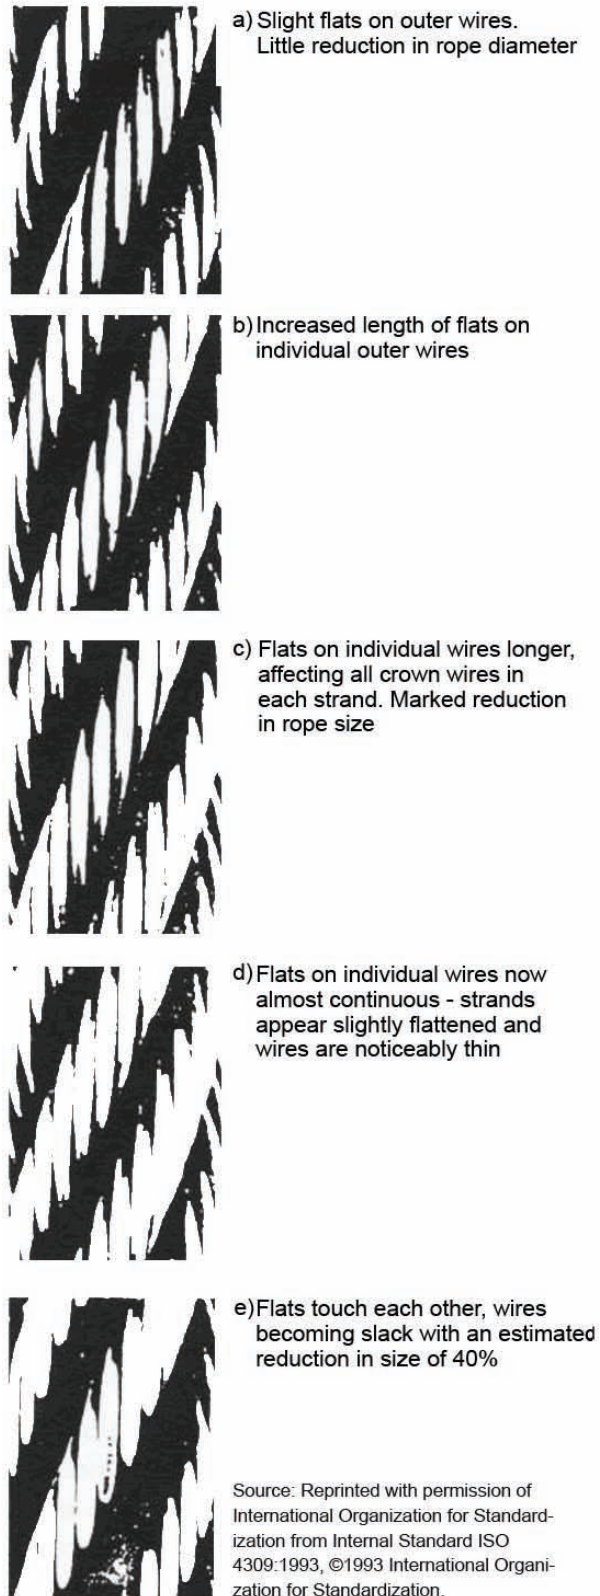 a) Slight flats on outer wires.
Little reduction in rope diameter
b) Increased length of flats on
individual outer wires
c) Flats on individual wires longer,
affecting all crown wires in
each strand. Marked reduction
in rope size
d) Flats on individual wires now
almost continuous - strands
appear slightly flattened and
wires are noticeably thin
e) Flats touch each other, wires
becoming slack with an estimated
reduction in size of 40%
Source: Reprinted with permission of
International Organization for Standard-
ization from Internal Standard ISO
4309:1993, ©1993 International Organi-
zation for Standardization.